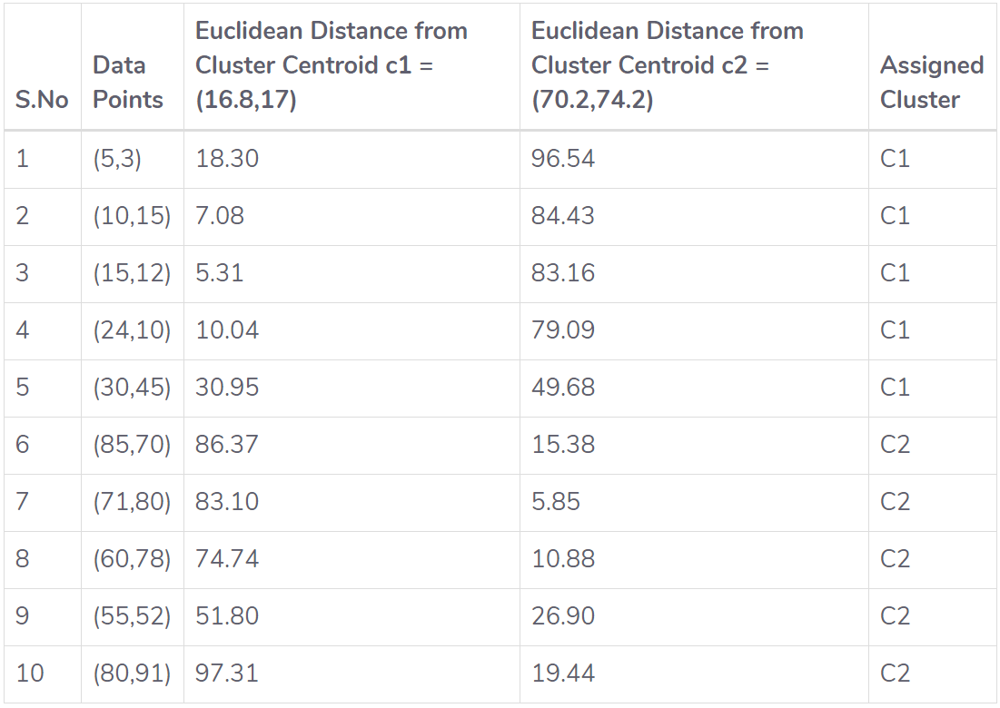 S.No Data Points Euclidean Distance from Cluster Centroid c1 = (16.8,17) Euclidean Distance from Cluster Centroid c2 = (70.2,74.2) Assigned Cluster
1 (5,3) 18.30 96.54 C1
2 (10,15) 7.08 84.43 C1
3 (15,12) 5.31 83.16 C1
4 (24,10) 10.04 79.09 C1
5 (30,45) 30.95 49.68 C1
6 (85,70) 86.37 15.38 C2
7 (71,80) 83.10 5.85 C2
8 (60,78) 74.74 10.88 C2
9 (55,52) 51.80 26.90 C2
10 (80,91) 97.31 19.44 C2